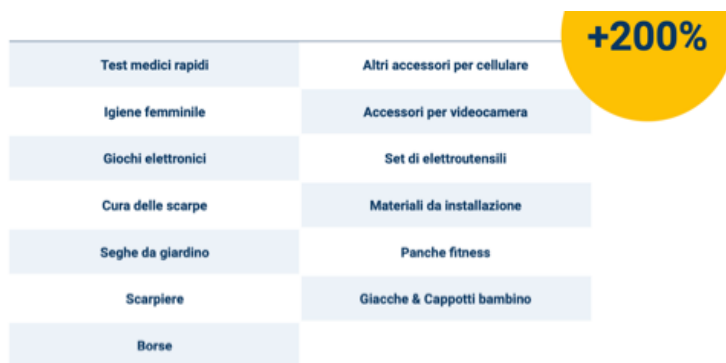 +200%
Test medici rapidi
Altri accessori per cellulare
Igiene femminile
Accessori per videocamera
Giochi elettronici
Set di elettroutensili
Cura delle scarpe
Materiali da installazione
Seghe da giardino
Panche fitness
Scarpiere
Giacche & Cappotti bambino
Borse